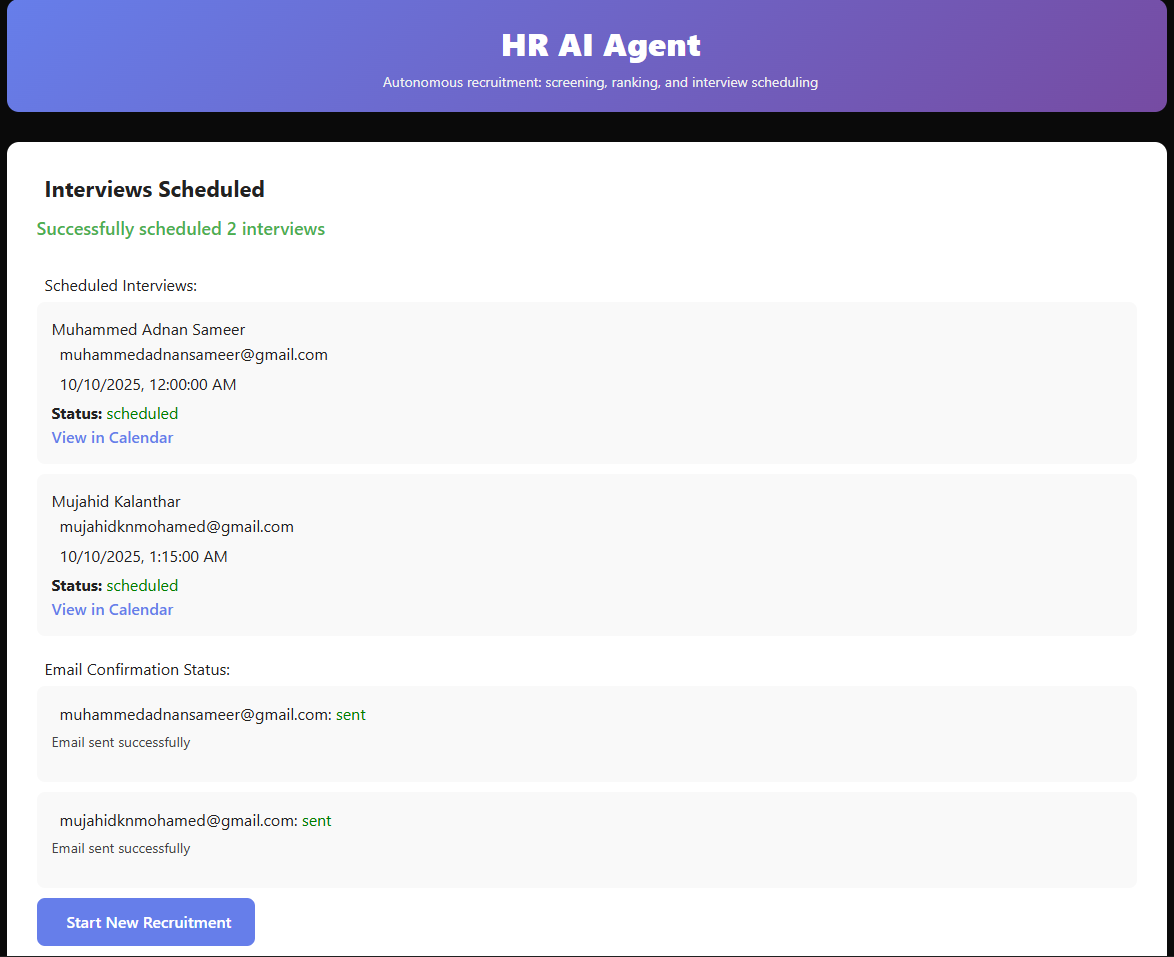 HR AI Agent
Autonomous recruitment: screening, ranking, and interview scheduling
Interviews Scheduled
Successfully scheduled 2 interviews
Scheduled Interviews:
Muhammed Adnan Sameer
muhammedadnansameer@gmail.com
10/10/2025, 12:00:00 AM
Status: scheduled
View in Calendar
Mujahid Kalanthar
mujahidknmohamed@gmail.com
10/10/2025, 1:15:00 AM
Status: scheduled
View in Calendar
Email Confirmation Status:
muhammedadnansameer@gmail.com: sent
Email sent successfully
mujahidknmohamed@gmail.com: sent
Email sent successfully
Start New Recruitment